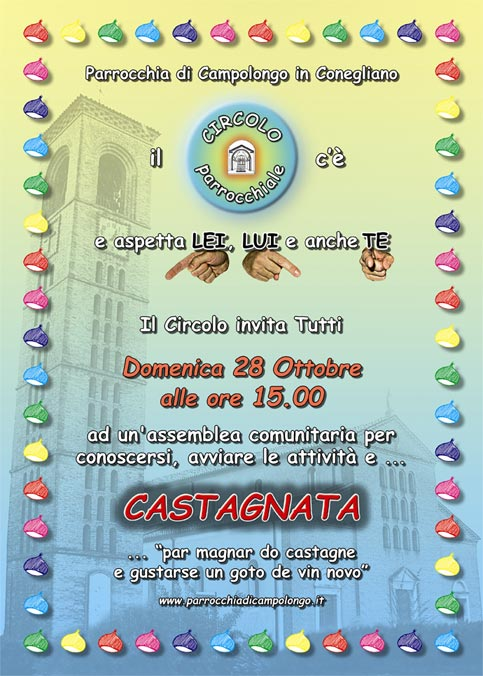 Parrocchia di Campolongo in Conegliano
il CIRCOLO parrocchiale c'è
e aspetta LEI, LUI e anche TE
Il Circolo invita Tutti
Domenica 28 Ottobre
alle ore 15.00
ad un'assemblea comunitaria per
conoscersi, avviare le attività e ...
CASTAGNATA
... "par magnar do castagne
e gustarse un goto de vin novo"
www.parrocchiadicampolongo.it